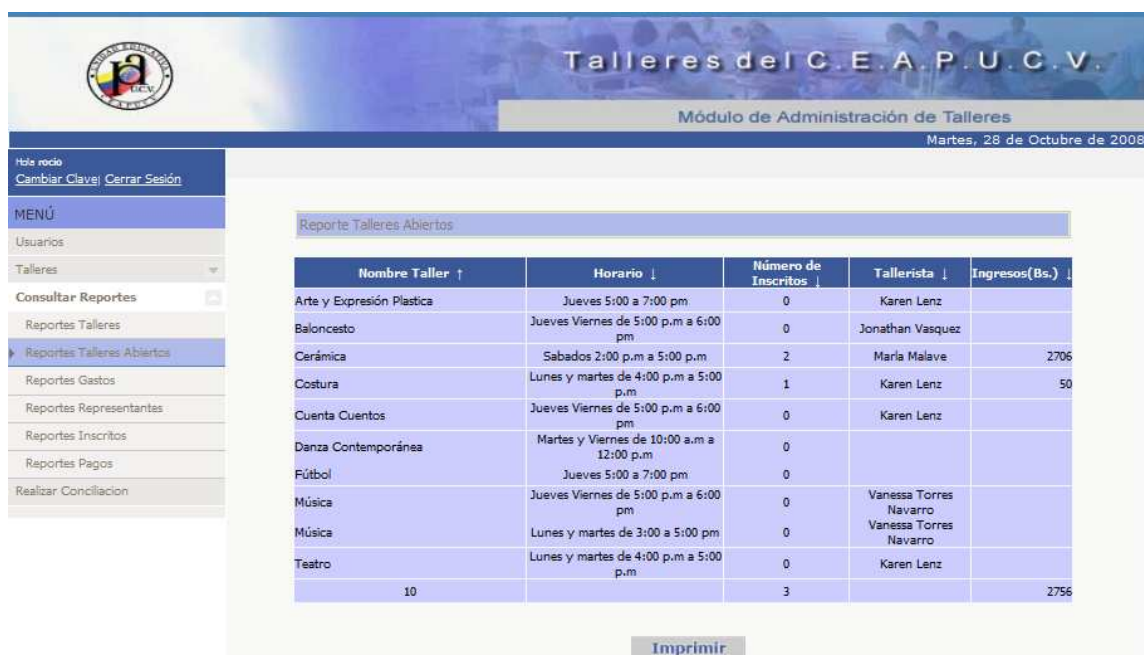 UNIDAD EDUCATIVA
U.C.V.
Talleres del C.E.A.P.U.C.V.
Módulo de Administración de Talleres
Martes, 28 de Octubre de 2008
Hola rocio
Cambiar Clave| Cerrar Sesión
MENÚ
Usuarios
Talleres
Consultar Reportes
Reportes Talleres
Reportes Talleres Abiertos
Reportes Gastos
Reportes Representantes
Reportes Inscritos
Reportes Pagos
Realizar Conciliacion
Reporte Talleres Abiertos
Nombre Taller ↑ Horario ↓ Número de Inscritos ↓ Tallerista ↓ Ingresos(Bs.) ↓
Arte y Expresión Plastica Jueves 5:00 a 7:00 pm 0 Karen Lenz
Baloncesto Jueves Viernes de 5:00 p.m a 6:00 pm 0 Jonathan Vasquez
Cerámica Sabados 2:00 p.m a 5:00 p.m 2 María Malave 2706
Costura Lunes y martes de 4:00 p.m a 5:00 p.m 1 Karen Lenz 50
Cuenta Cuentos Jueves Viernes de 5:00 p.m a 6:00 pm 0 Karen Lenz
Danza Contemporánea Martes y Viernes de 10:00 a.m a 12:00 p.m 0
Fútbol Jueves 5:00 a 7:00 pm 0
Música Jueves Viernes de 5:00 p.m a 6:00 pm 0 Vanessa Torres Navarro
Música Lunes y martes de 3:00 a 5:00 pm 0 Vanessa Torres Navarro
Teatro Lunes y martes de 4:00 p.m a 5:00 p.m 0 Karen Lenz
10 3 2756
Imprimir